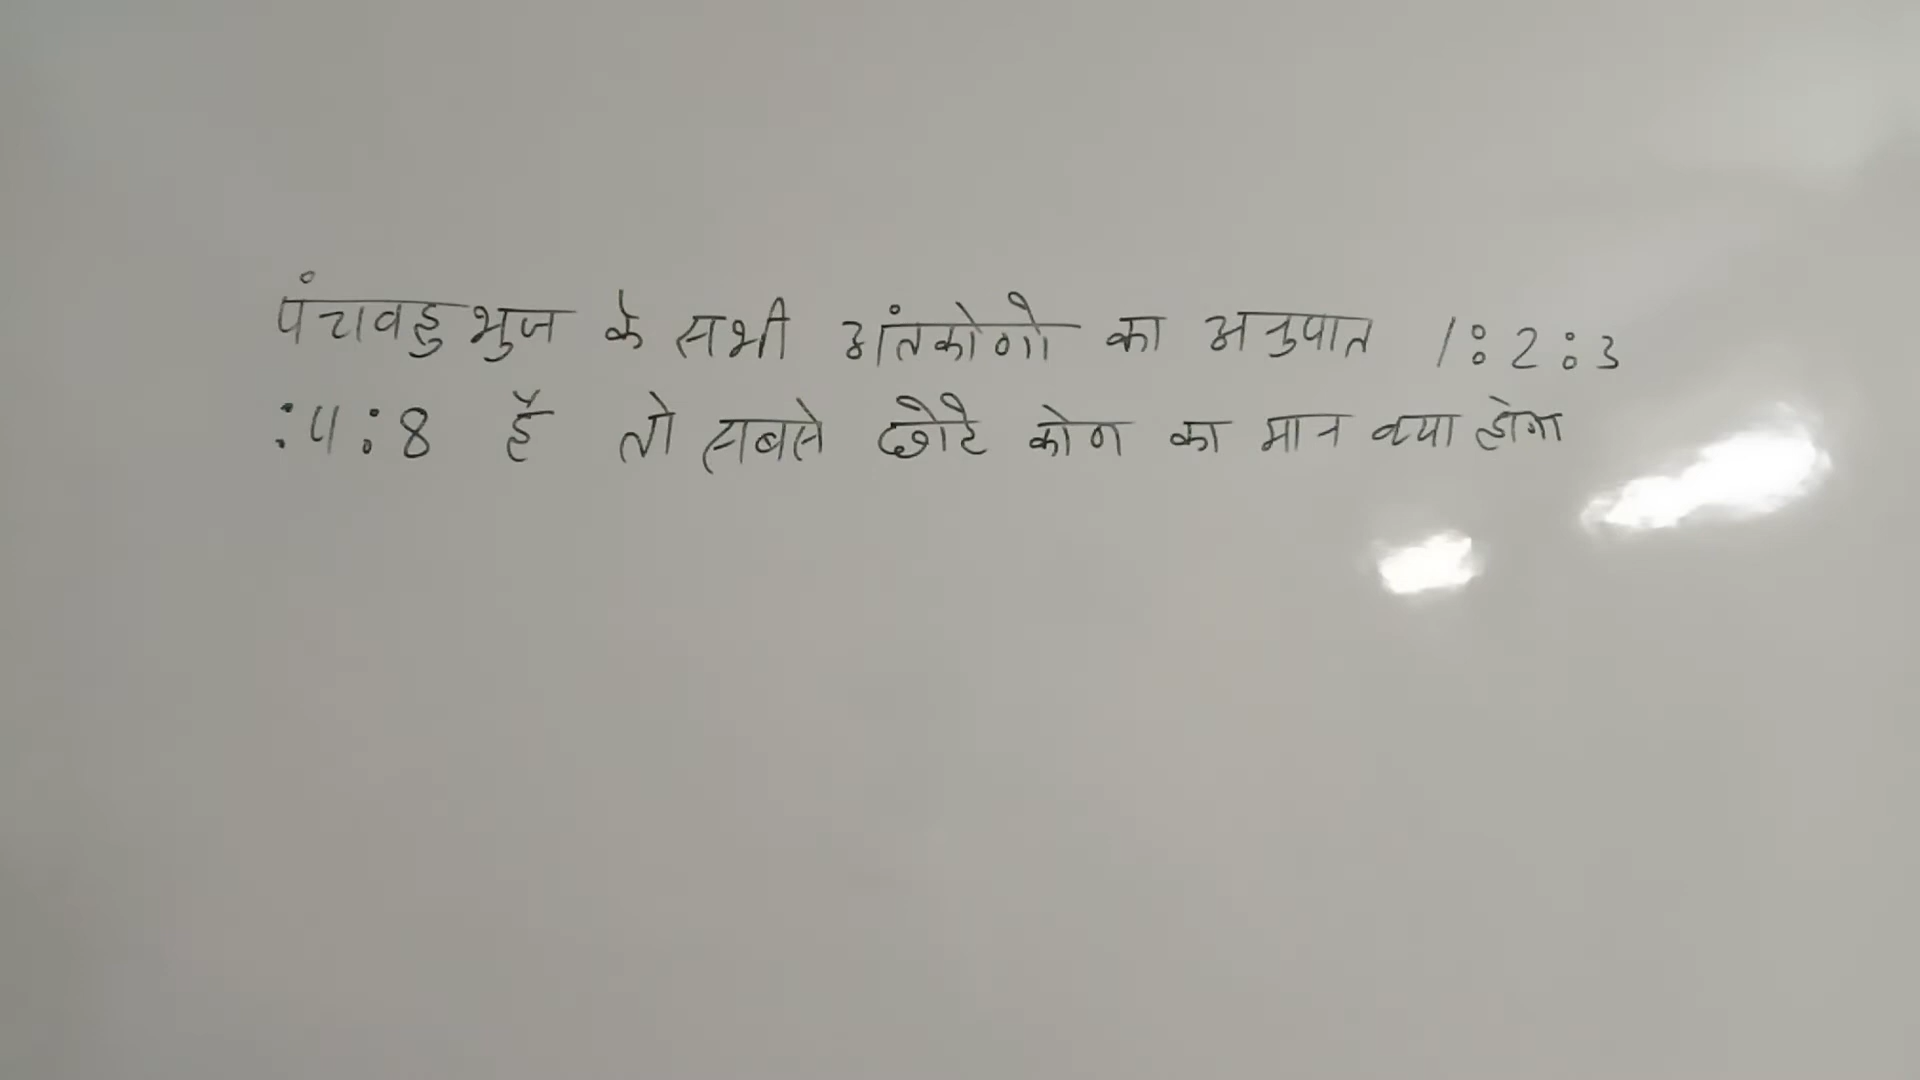 पंचवहुभुज के सभी अंतकोणो का अनुपात 1:2:3
:4:8 है तो सबसे छोटे कोण का मान क्या होगा